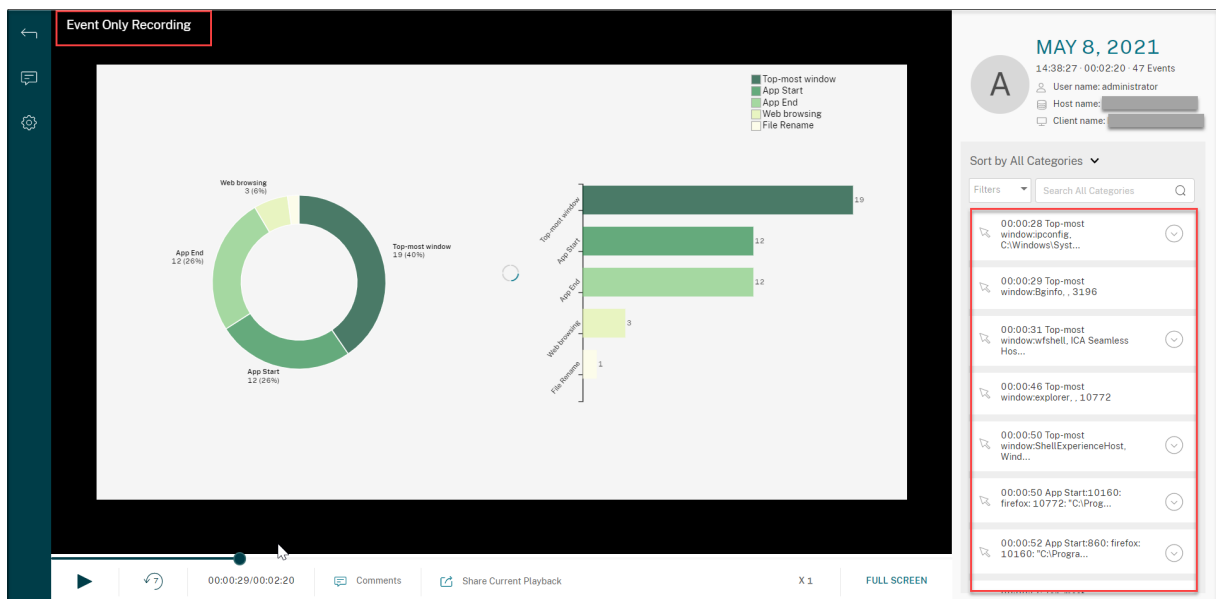 Event Only Recording
Top-most window
App Start
App End
Web browsing
File Rename
Web browsing
3 (6%)
App End
12 (26%)
Top-most window
19 (40%)
App Start
12 (26%)
Top-most window
19
App Start
12
App End
12
Web browsing
3
File Rename
1
7
00:00:29/00:02:20
Comments
Share Current Playback
X 1
FULL SCREEN
A
MAY 8, 2021
14:38:27 · 00:02:20 · 47 Events
User name: administrator
Host name:
Client name:
Sort by All Categories
Filters
Search All Categories
00:00:28 Top-most
window:ipconfig,
C:\Windows\Syst...
00:00:29 Top-most
window:Bginfo, , 3196
00:00:31 Top-most
window:wfshell, ICA Seamless
Hos...
00:00:46 Top-most
window:explorer, , 10772
00:00:50 Top-most
window:ShellExperienceHost,
Wind...
00:00:50 App Start:10160:
firefox: 10772: "C:\Prog...
00:00:52 App Start:860: firefox:
10160: "C:\Progra...